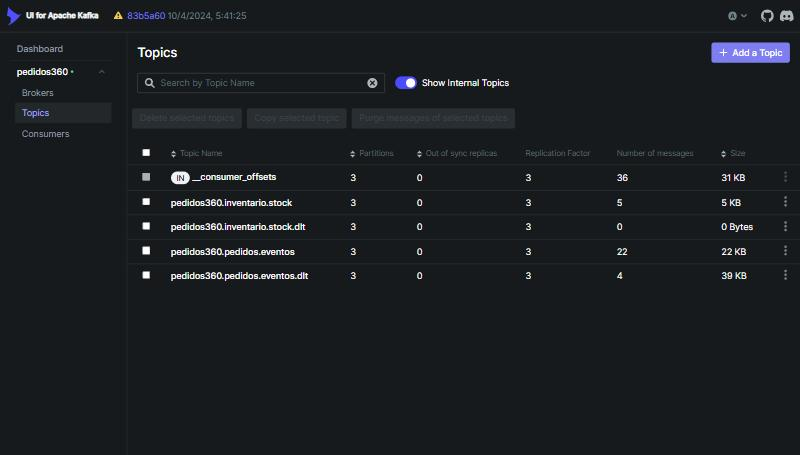 UI for Apache Kafka
83b5a60 10/4/2024, 5:41:25
A
Dashboard
pedidos360
Brokers
Topics
Consumers
Topics
+ Add a Topic
Search by Topic Name
Show Internal Topics
Delete selected topics Copy selected topic Purge messages of selected topics
Topic Name Partitions Out of sync replicas Replication Factor Number of messages Size
IN __consumer_offsets 3 0 3 36 31 KB
pedidos360.inventario.stock 3 0 3 5 5 KB
pedidos360.inventario.stock.dlt 3 0 3 0 0 Bytes
pedidos360.pedidos.eventos 3 0 3 22 22 KB
pedidos360.pedidos.eventos.dlt 3 0 3 4 39 KB